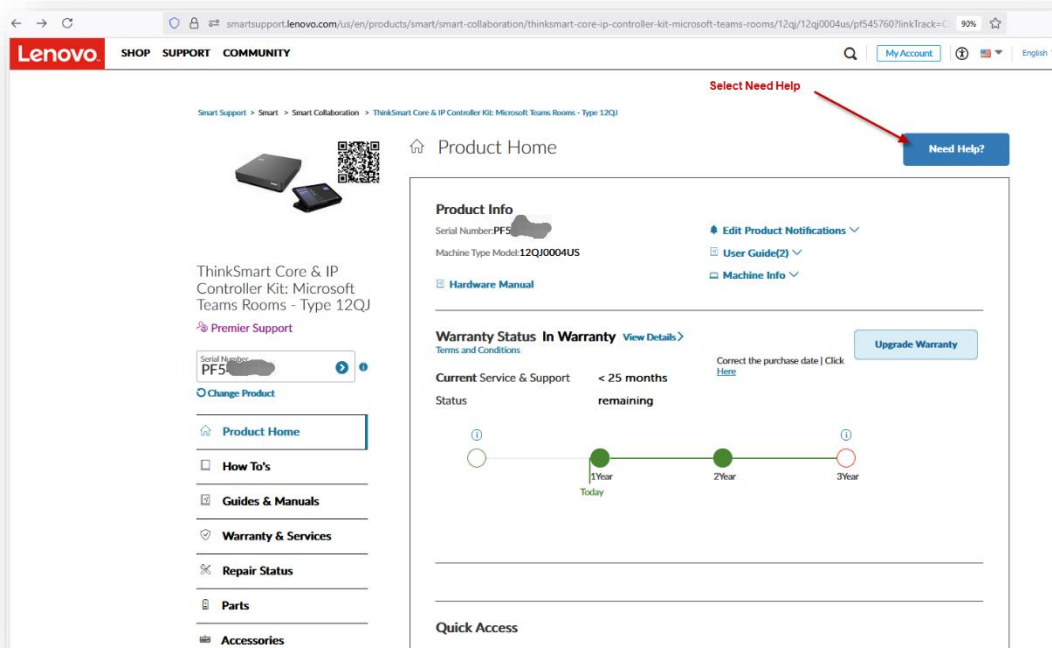 smartsupport.lenovo.com/us/en/products/smart/smart-collaboration/thinksmart-core-ip-controller-kit-microsoft-teams-rooms/12qj/12qj0004us/pf545760?linkTrack=C
90%
Lenovo.
SHOP SUPPORT COMMUNITY
My Account
English
Select Need Help
Smart Support > Smart > Smart Collaboration > ThinkSmart Core & IP Controller Kit: Microsoft Teams Rooms - Type 12QJ
Product Home
Need Help?
Product Info
Serial Number:PF5
Machine Type Model:12QJ0004US
Hardware Manual
Edit Product Notifications
User Guide(2)
Machine Info
ThinkSmart Core & IP
Controller Kit: Microsoft
Teams Rooms - Type 12QJ
Premier Support
Serial Number
PF5
Change Product
Product Home
How To's
Guides & Manuals
Warranty & Services
Repair Status
Parts
Accessories
Warranty Status In Warranty View Details
Terms and Conditions
Upgrade Warranty
Correct the purchase date | Click
Here
Current Service & Support < 25 months
Status remaining
1Year
2Year
3Year
Today
Quick Access